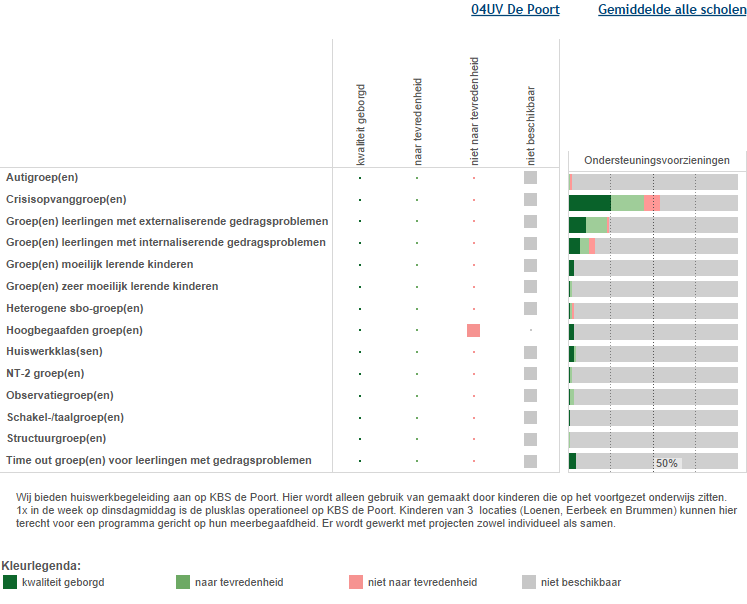 04UV De Poort Gemiddelde alle scholen
kwaliteit geborgd
naar tevredenheid
niet naar tevredenheid
niet beschikbaar
Ondersteuningsvoorzieningen
Autigroep(en)
Crisisopvanggroep(en)
Groep(en) leerlingen met externaliserende gedragsproblemen
Groep(en) leerlingen met internaliserende gedragsproblemen
Groep(en) moeilijk lerende kinderen
Groep(en) zeer moeilijk lerende kinderen
Heterogene sbo-groep(en)
Hoogbegaafden groep(en)
Huiswerkklas(sen)
NT-2 groep(en)
Observatiegroep(en)
Schakel-/taalgroep(en)
Structuurgroep(en)
Time out groep(en) voor leerlingen met gedragsproblemen
50%
Wij bieden huiswerkbegeleiding aan op KBS de Poort. Hier wordt alleen gebruik van gemaakt door kinderen die op het voortgezet onderwijs zitten.
1x in de week op dinsdagmiddag is de plusklas operationeel op KBS de Poort. Kinderen van 3 locaties (Loenen, Eerbeek en Brummen) kunnen hier
terecht voor een programma gericht op hun meerbegaafdheid. Er wordt gewerkt met projecten zowel individueel als samen.
Kleurlegenda:
kwaliteit geborgd naar tevredenheid niet naar tevredenheid niet beschikbaar